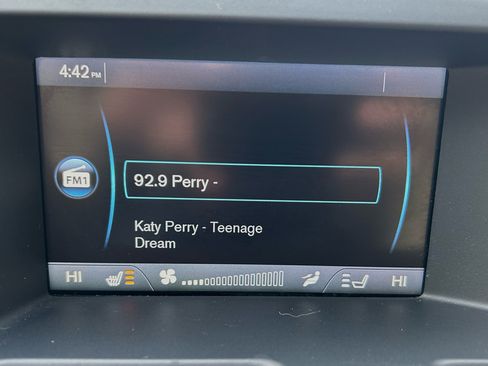 4:42 PM
FM1
92.9 Perry -
Katy Perry - Teenage
Dream
HI HI